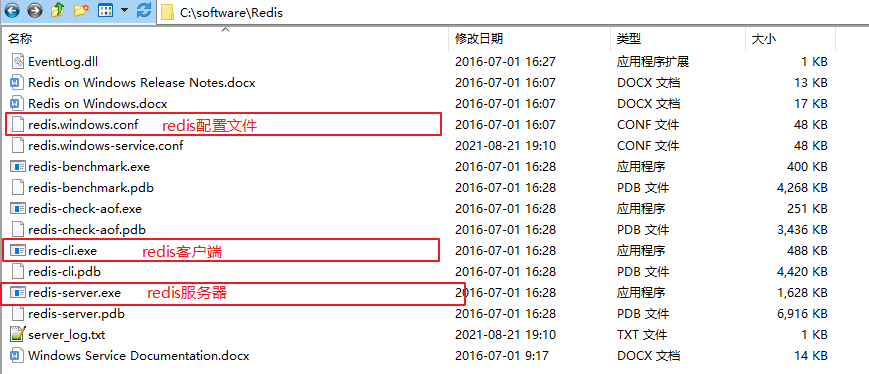 C:\software\Redis
名称 修改日期 类型 大小
EventLog.dll 2016-07-01 16:27 应用程序扩展 1 KB
Redis on Windows Release Notes.docx 2016-07-01 16:07 DOCX 文档 13 KB
Redis on Windows.docx 2016-07-01 16:07 DOCX 文档 17 KB
redis.windows.conf redis配置文件 2016-07-01 16:07 CONF 文件 48 KB
redis.windows-service.conf 2021-08-21 19:10 CONF 文件 48 KB
redis-benchmark.exe 2016-07-01 16:28 应用程序 400 KB
redis-benchmark.pdb 2016-07-01 16:28 PDB 文件 4,268 KB
redis-check-aof.exe 2016-07-01 16:28 应用程序 251 KB
redis-check-aof.pdb 2016-07-01 16:28 PDB 文件 3,436 KB
redis-cli.exe redis客户端 2016-07-01 16:28 应用程序 488 KB
redis-cli.pdb 2016-07-01 16:28 PDB 文件 4,420 KB
redis-server.exe redis服务器 2016-07-01 16:28 应用程序 1,628 KB
redis-server.pdb 2016-07-01 16:28 PDB 文件 6,916 KB
server_log.txt 2021-08-21 19:10 TXT 文件 1 KB
Windows Service Documentation.docx 2016-07-01 9:17 DOCX 文档 14 KB